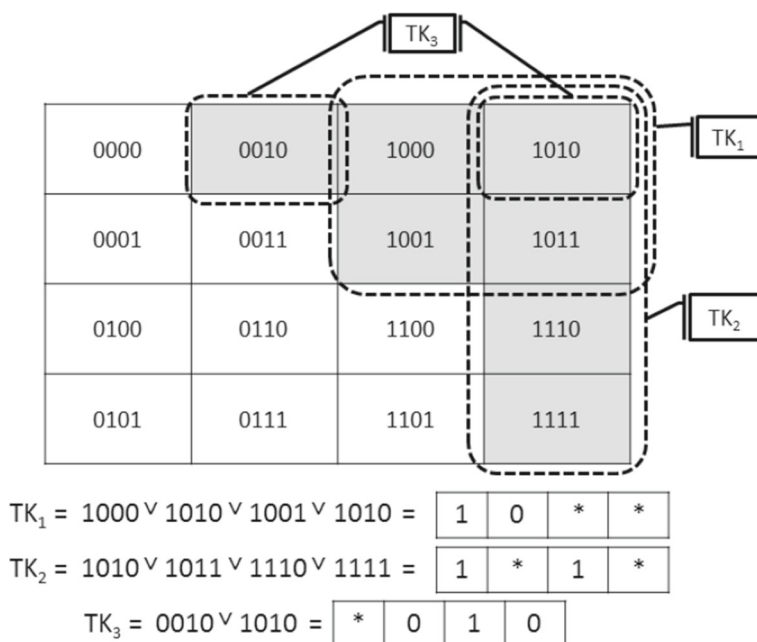 TK₃
0000 0010 1000 1010
TK₁
0001 0011 1001 1011
0100 0110 1100 1110
TK₂
0101 0111 1101 1111
TK₁ = 1000 ∨ 1010 ∨ 1001 ∨ 1010 = 1 0 * *
TK₂ = 1010 ∨ 1011 ∨ 1110 ∨ 1111 = 1 * 1 *
TK₃ = 0010 ∨ 1010 = * 0 1 0